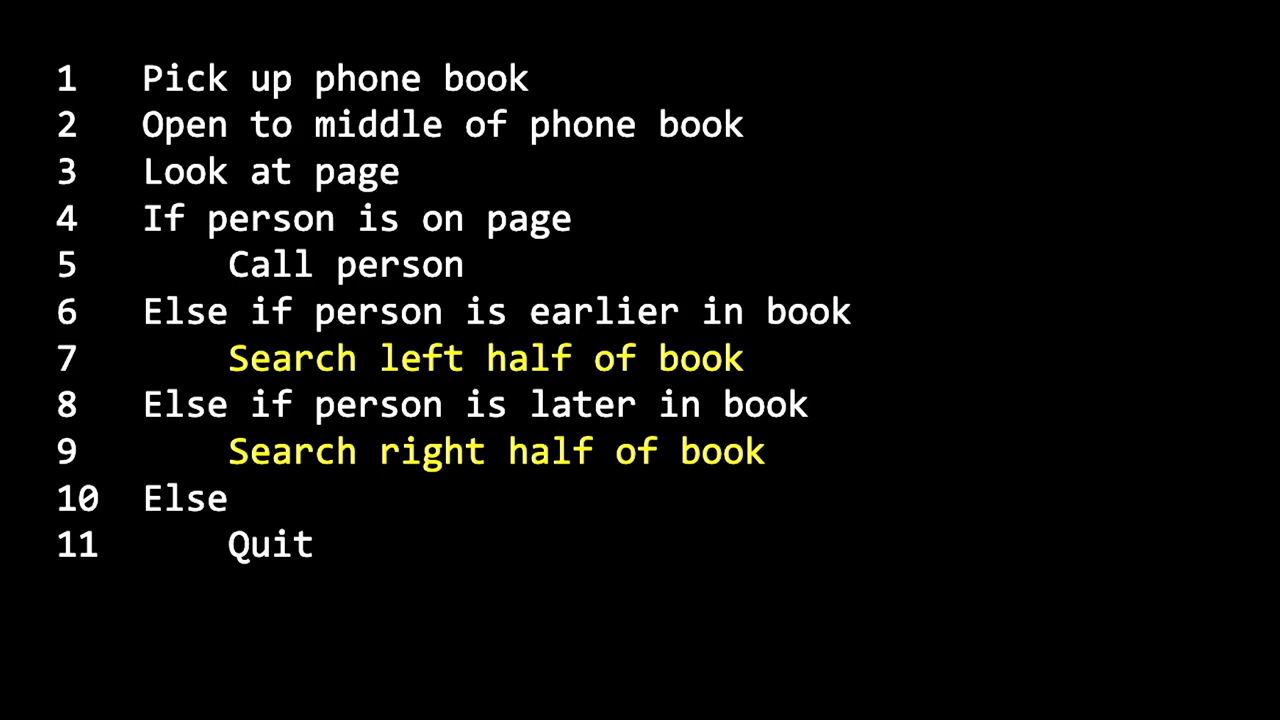 1 Pick up phone book
2 Open to middle of phone book
3 Look at page
4 If person is on page
5 Call person
6 Else if person is earlier in book
7 Search left half of book
8 Else if person is later in book
9 Search right half of book
10 Else
11 Quit